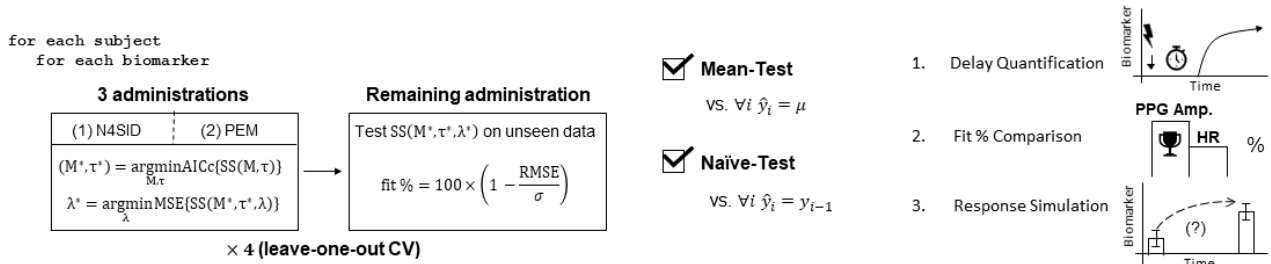 for each subject
for each biomarker
3 administrations
(1) N4SID
(2) PEM
(M*,τ*) = argminAICc{SS(M,τ)}
M,τ
λ* = argminMSE{SS(M*,τ*,λ)}
λ
Remaining administration
Test SS(M*,τ*,λ*) on unseen data
fit % = 100 × (1 − RMSE/σ)
× 4 (leave-one-out CV)
Mean-Test
VS. ∀i ŷᵢ = μ
Naïve-Test
VS. ∀i ŷᵢ = yᵢ₋₁
1. Delay Quantification
2. Fit % Comparison
3. Response Simulation
Biomarker
Time
PPG Amp.
HR
%
Biomarker
(?)
Time